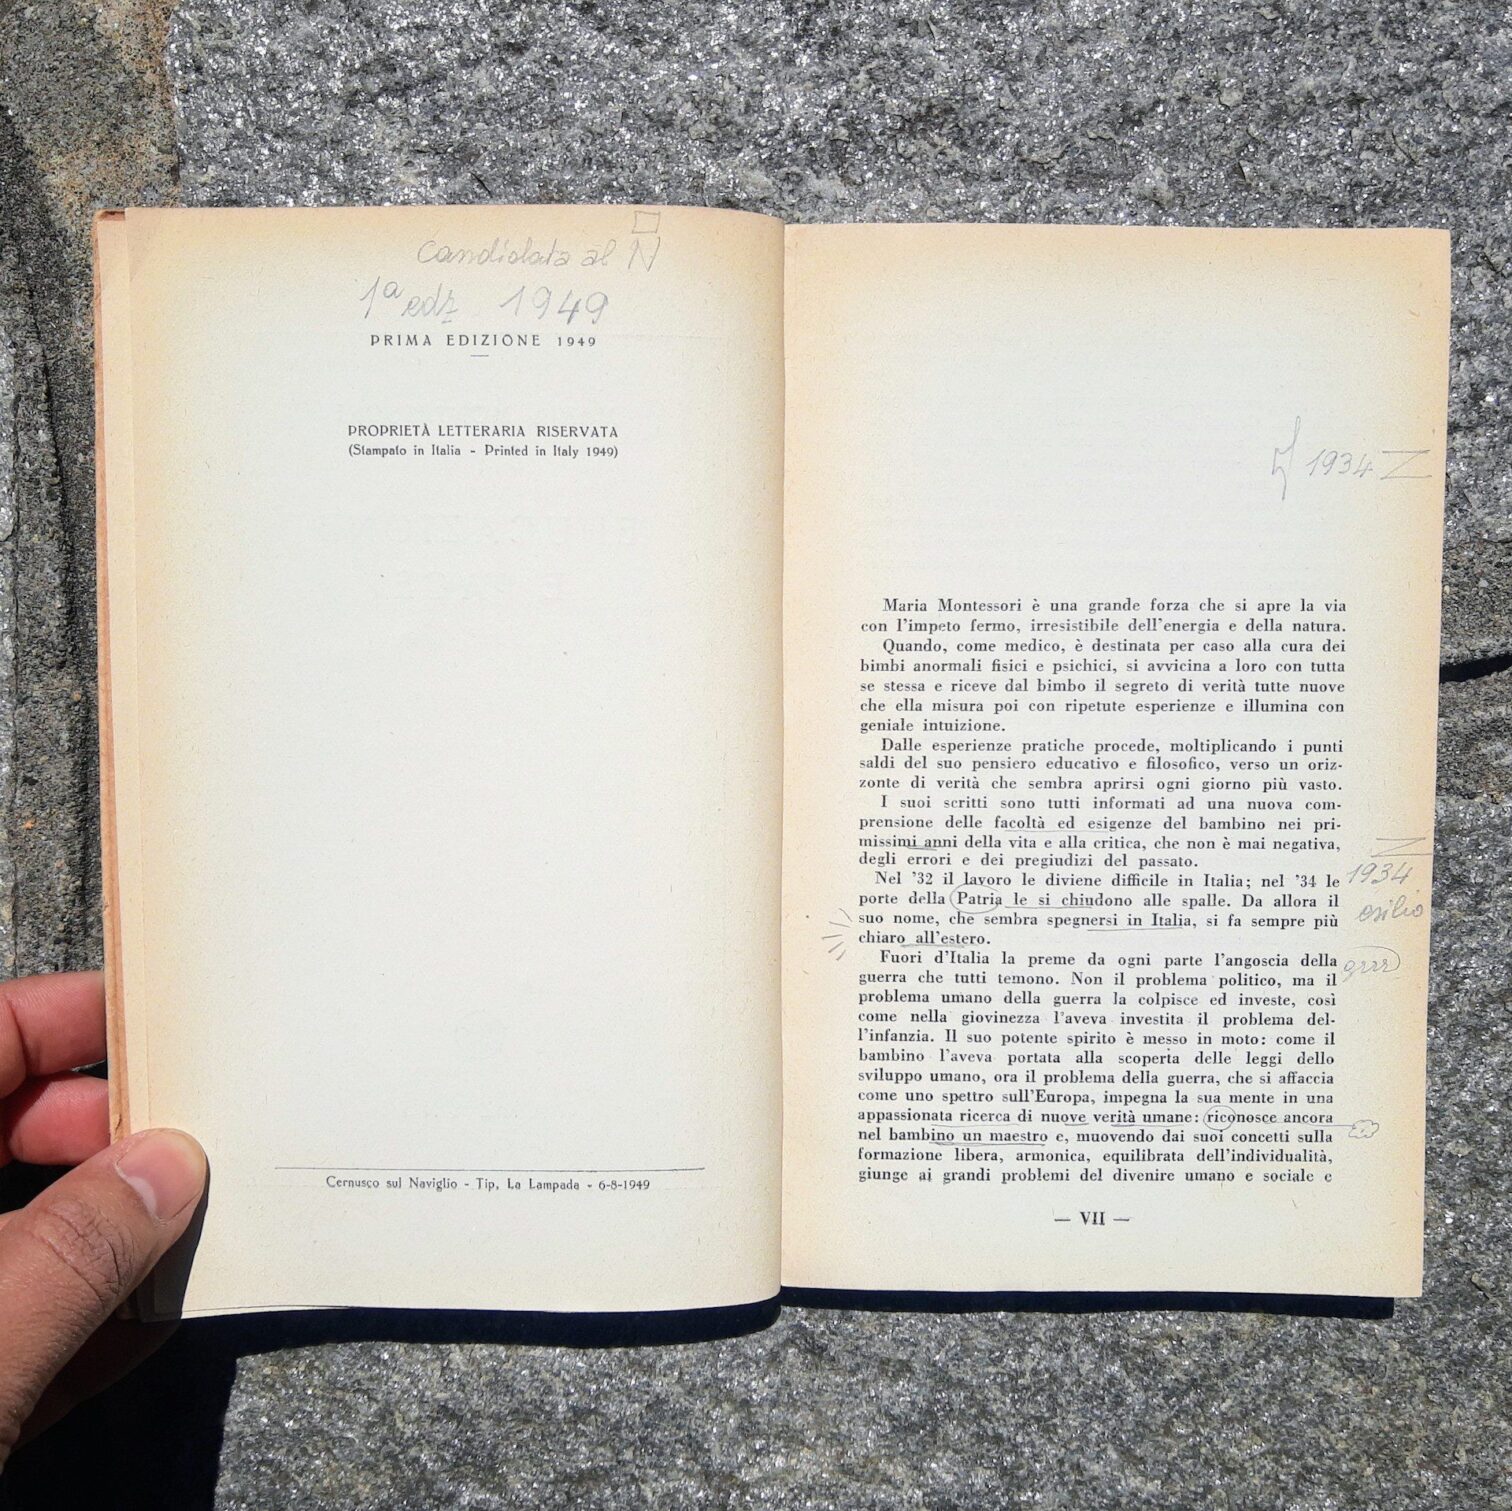 candidata al N
1ª edz 1949
PRIMA EDIZIONE 1949
PROPRIETÀ LETTERARIA RISERVATA
(Stampato in Italia - Printed in Italy 1949)
Cernusco sul Naviglio - Tip, La Lampada - 6-8-1949
1934
Maria Montessori è una grande forza che si apre la via
con l'impeto fermo, irresistibile dell'energia e della natura.
Quando, come medico, è destinata per caso alla cura dei
bimbi anormali fisici e psichici, si avvicina a loro con tutta
se stessa e riceve dal bimbo il segreto di verità tutte nuove
che ella misura poi con ripetute esperienze e illumina con
geniale intuizione.
Dalle esperienze pratiche procede, moltiplicando i punti
saldi del suo pensiero educativo e filosofico, verso un oriz-
zonte di verità che sembra aprirsi ogni giorno più vasto.
I suoi scritti sono tutti informati ad una nuova com-
prensione delle facoltà ed esigenze del bambino nei pri-
missimi anni della vita e alla critica, che non è mai negativa,
degli errori e dei pregiudizi del passato.
Nel '32 il lavoro le diviene difficile in Italia; nel '34 le
porte della Patria le si chiudono alle spalle. Da allora il
suo nome, che sembra spegnersi in Italia, si fa sempre più
chiaro all'estero.
1934
esilio
grrr
Fuori d'Italia la preme da ogni parte l'angoscia della
guerra che tutti temono. Non il problema politico, ma il
problema umano della guerra la colpisce ed investe, così
come nella giovinezza l'aveva investita il problema del-
l'infanzia. Il suo potente spirito è messo in moto: come il
bambino l'aveva portata alla scoperta delle leggi dello
sviluppo umano, ora il problema della guerra, che si affaccia
come uno spettro sull'Europa, impegna la sua mente in una
appassionata ricerca di nuove verità umane: riconosce ancora
nel bambino un maestro e, muovendo dai suoi concetti sulla
formazione libera, armonica, equilibrata dell'individualità,
giunge ai grandi problemi del divenire umano e sociale e
— VII —